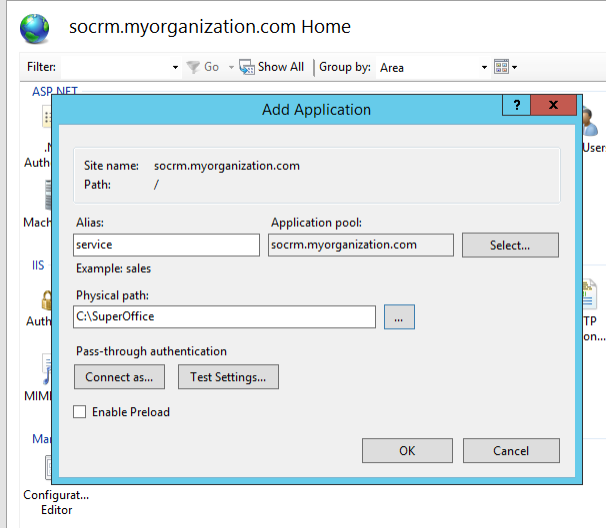 socrm.myorganization.com Home
Filter: Go Show All Group by: Area
ASP.NET
Add Application ? x
.N
Auth
User
Site name: socrm.myorganization.com
Path: /
Mach
Alias: Application pool:
service socrm.myorganization.com Select...
IIS
Example: sales
Physical path:
C:\SuperOffice ...
Auth
TP
on...
Pass-through authentication
Connect as... Test Settings...
MIM
Enable Preload
Mar
OK Cancel
Configurat...
Editor